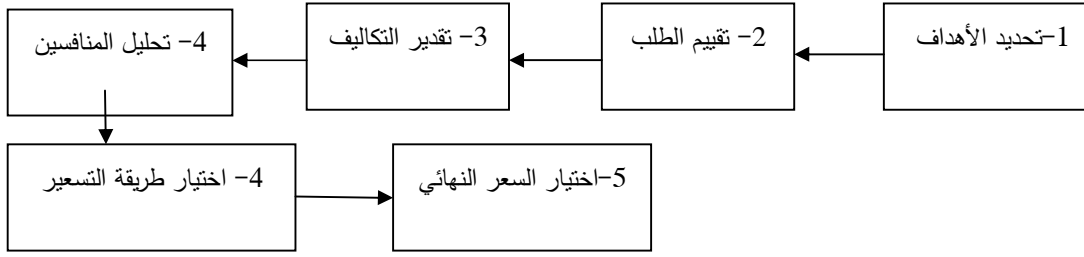 1-تحديد الأهداف
2- تقييم الطلب
3- تقدير التكاليف
4- تحليل المنافسين
4- اختيار طريقة التسعير
5-اختيار السعر النهائي